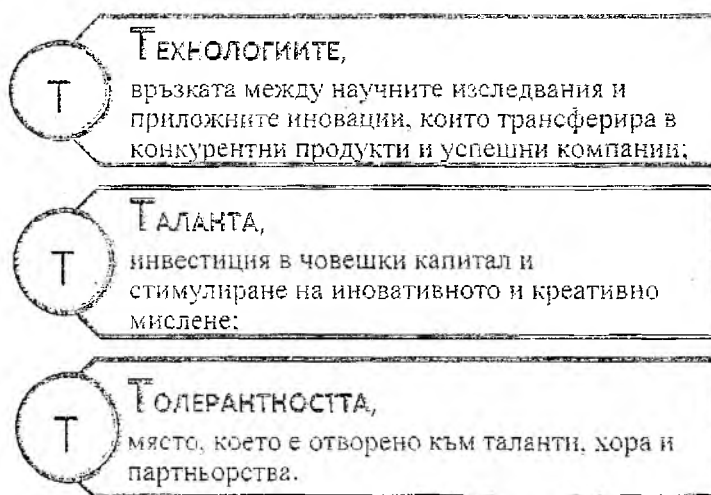 Т
ТЕХНОЛОГИИТЕ,
връзката между научните изследвания и
приложните иновации, които трансферира в
конкурентни продукти и успешни компании;
Т
ТАЛАНТА,
инвестиция в човешки капитал и
стимулиране на иновативното и креативно
мислене;
Т
ТОЛЕРАНТНОСТТА,
място, което е отворено към таланти, хора и
партньорства.